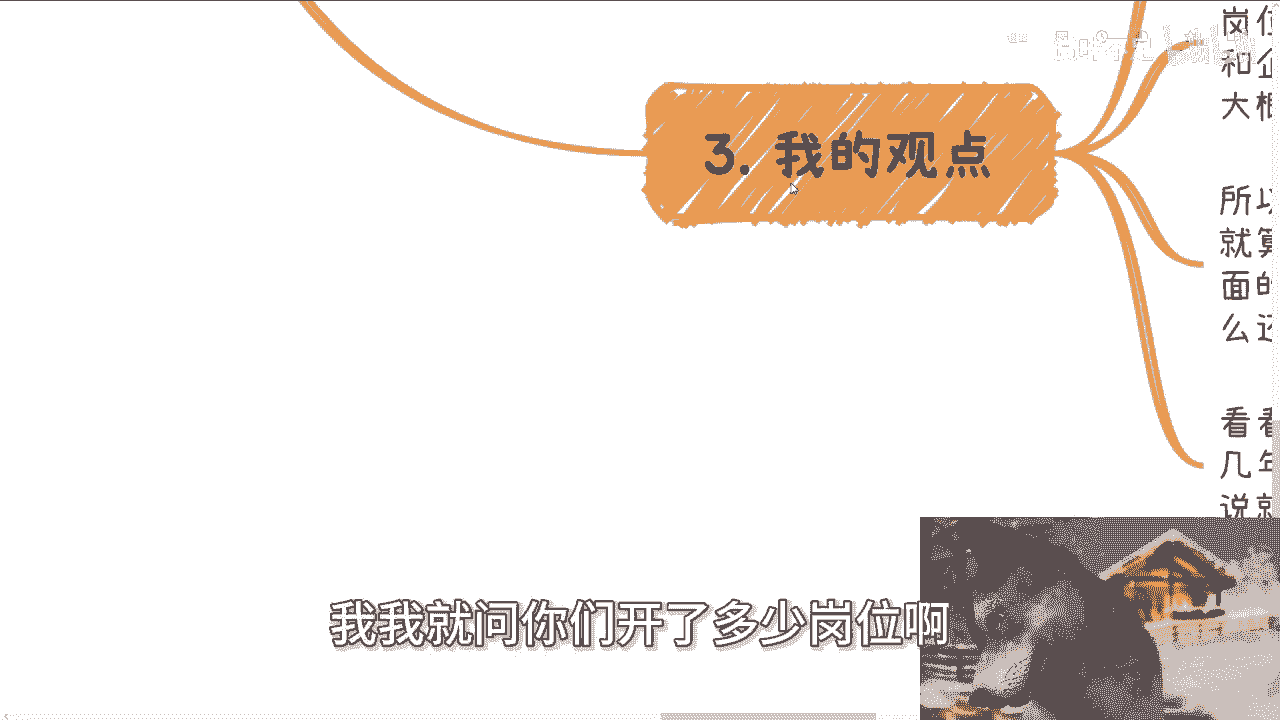 岗位
和企
大概
3. 我的观点
所以
就算
面的
么还
看看
几年
说就
我我就问你们开了多少岗位啊